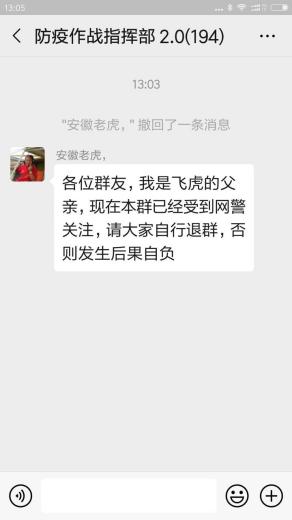 13:05
防疫作战指挥部 2.0(194)
13:03
"安徽老虎，" 撤回了一条消息
安徽老虎，
各位群友，我是飞虎的父
亲，现在本群已经受到网警
关注，请大家自行退群，否
则发生后果自负